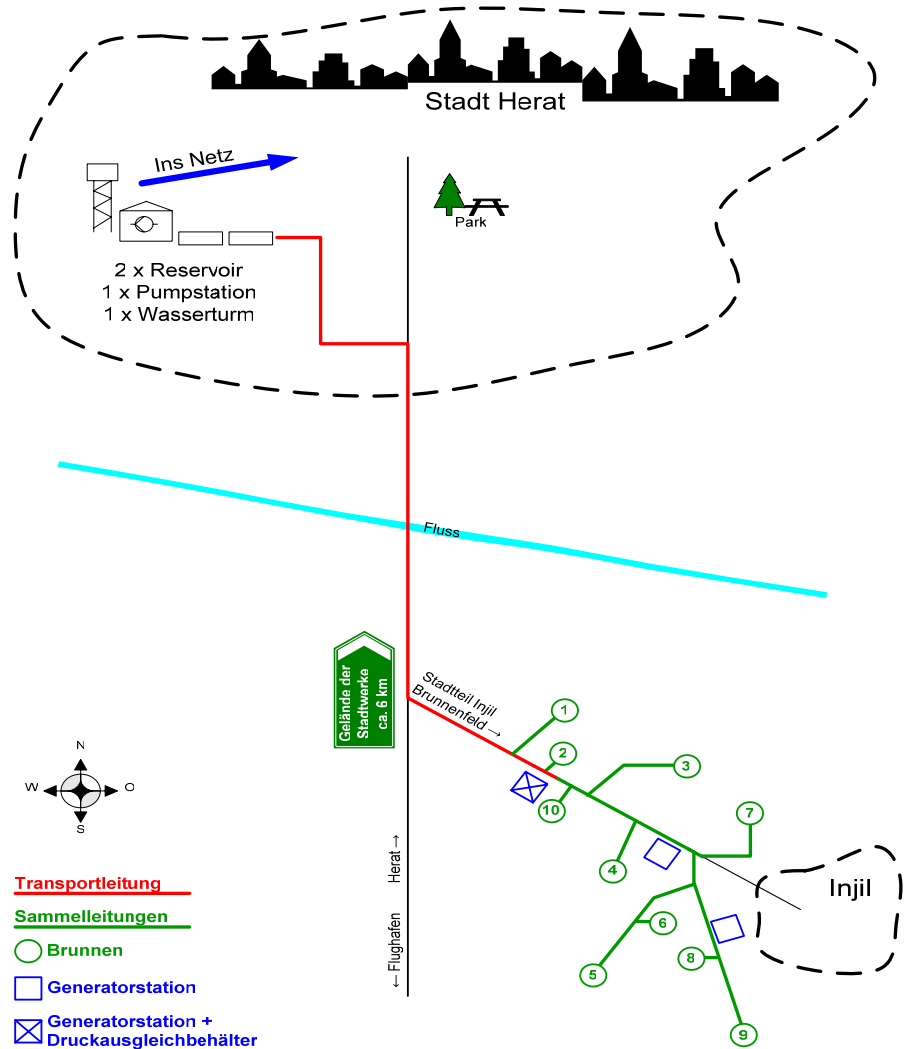 Stadt Herat
Ins Netz
Park
2 x Reservoir
1 x Pumpstation
1 x Wasserturm
Fluss
Gelände der
Stadtwerke
ca. 6 km
Stadtteil Injil
Brunnenfeld →
1
2
3
10
7
4
Injil
6
5
8
9
N
W
O
S
← Flughafen Herat →
Transportleitung
Sammelleitungen
Brunnen
Generatorstation
Generatorstation +
Druckausgleichbehälter